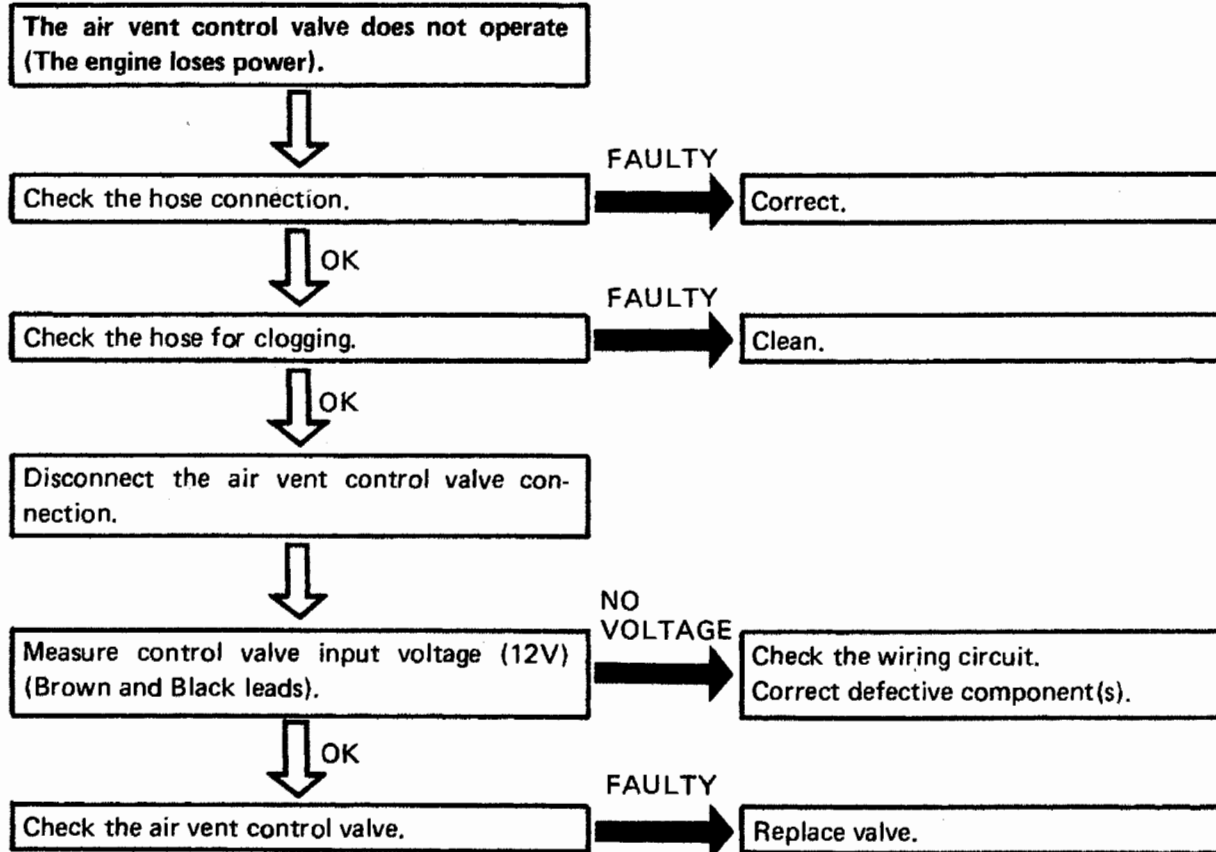 The air vent control valve does not operate
(The engine loses power).
FAULTY
Check the hose connection.
Correct.
OK
FAULTY
Check the hose for clogging.
Clean.
OK
Disconnect the air vent control valve con-
nection.
NO
VOLTAGE
Measure control valve input voltage (12V)
(Brown and Black leads).
Check the wiring circuit.
Correct defective component(s).
OK
FAULTY
Check the air vent control valve.
Replace valve.